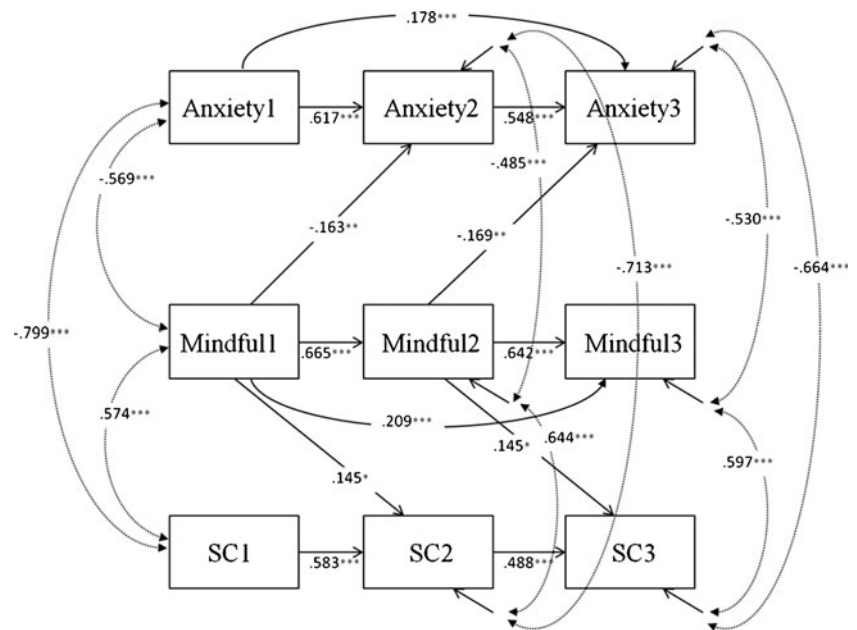 .178***
Anxiety1
Anxiety2
Anxiety3
.617***
.548***
-.485***
-.569***
-.163**
-.169**
-.530***
-.713***
-.664***
-.799***
Mindful1
Mindful2
Mindful3
.665***
.642***
.574***
.209***
.644***
.145*
.145*
.597***
SC1
SC2
SC3
.583***
.488***